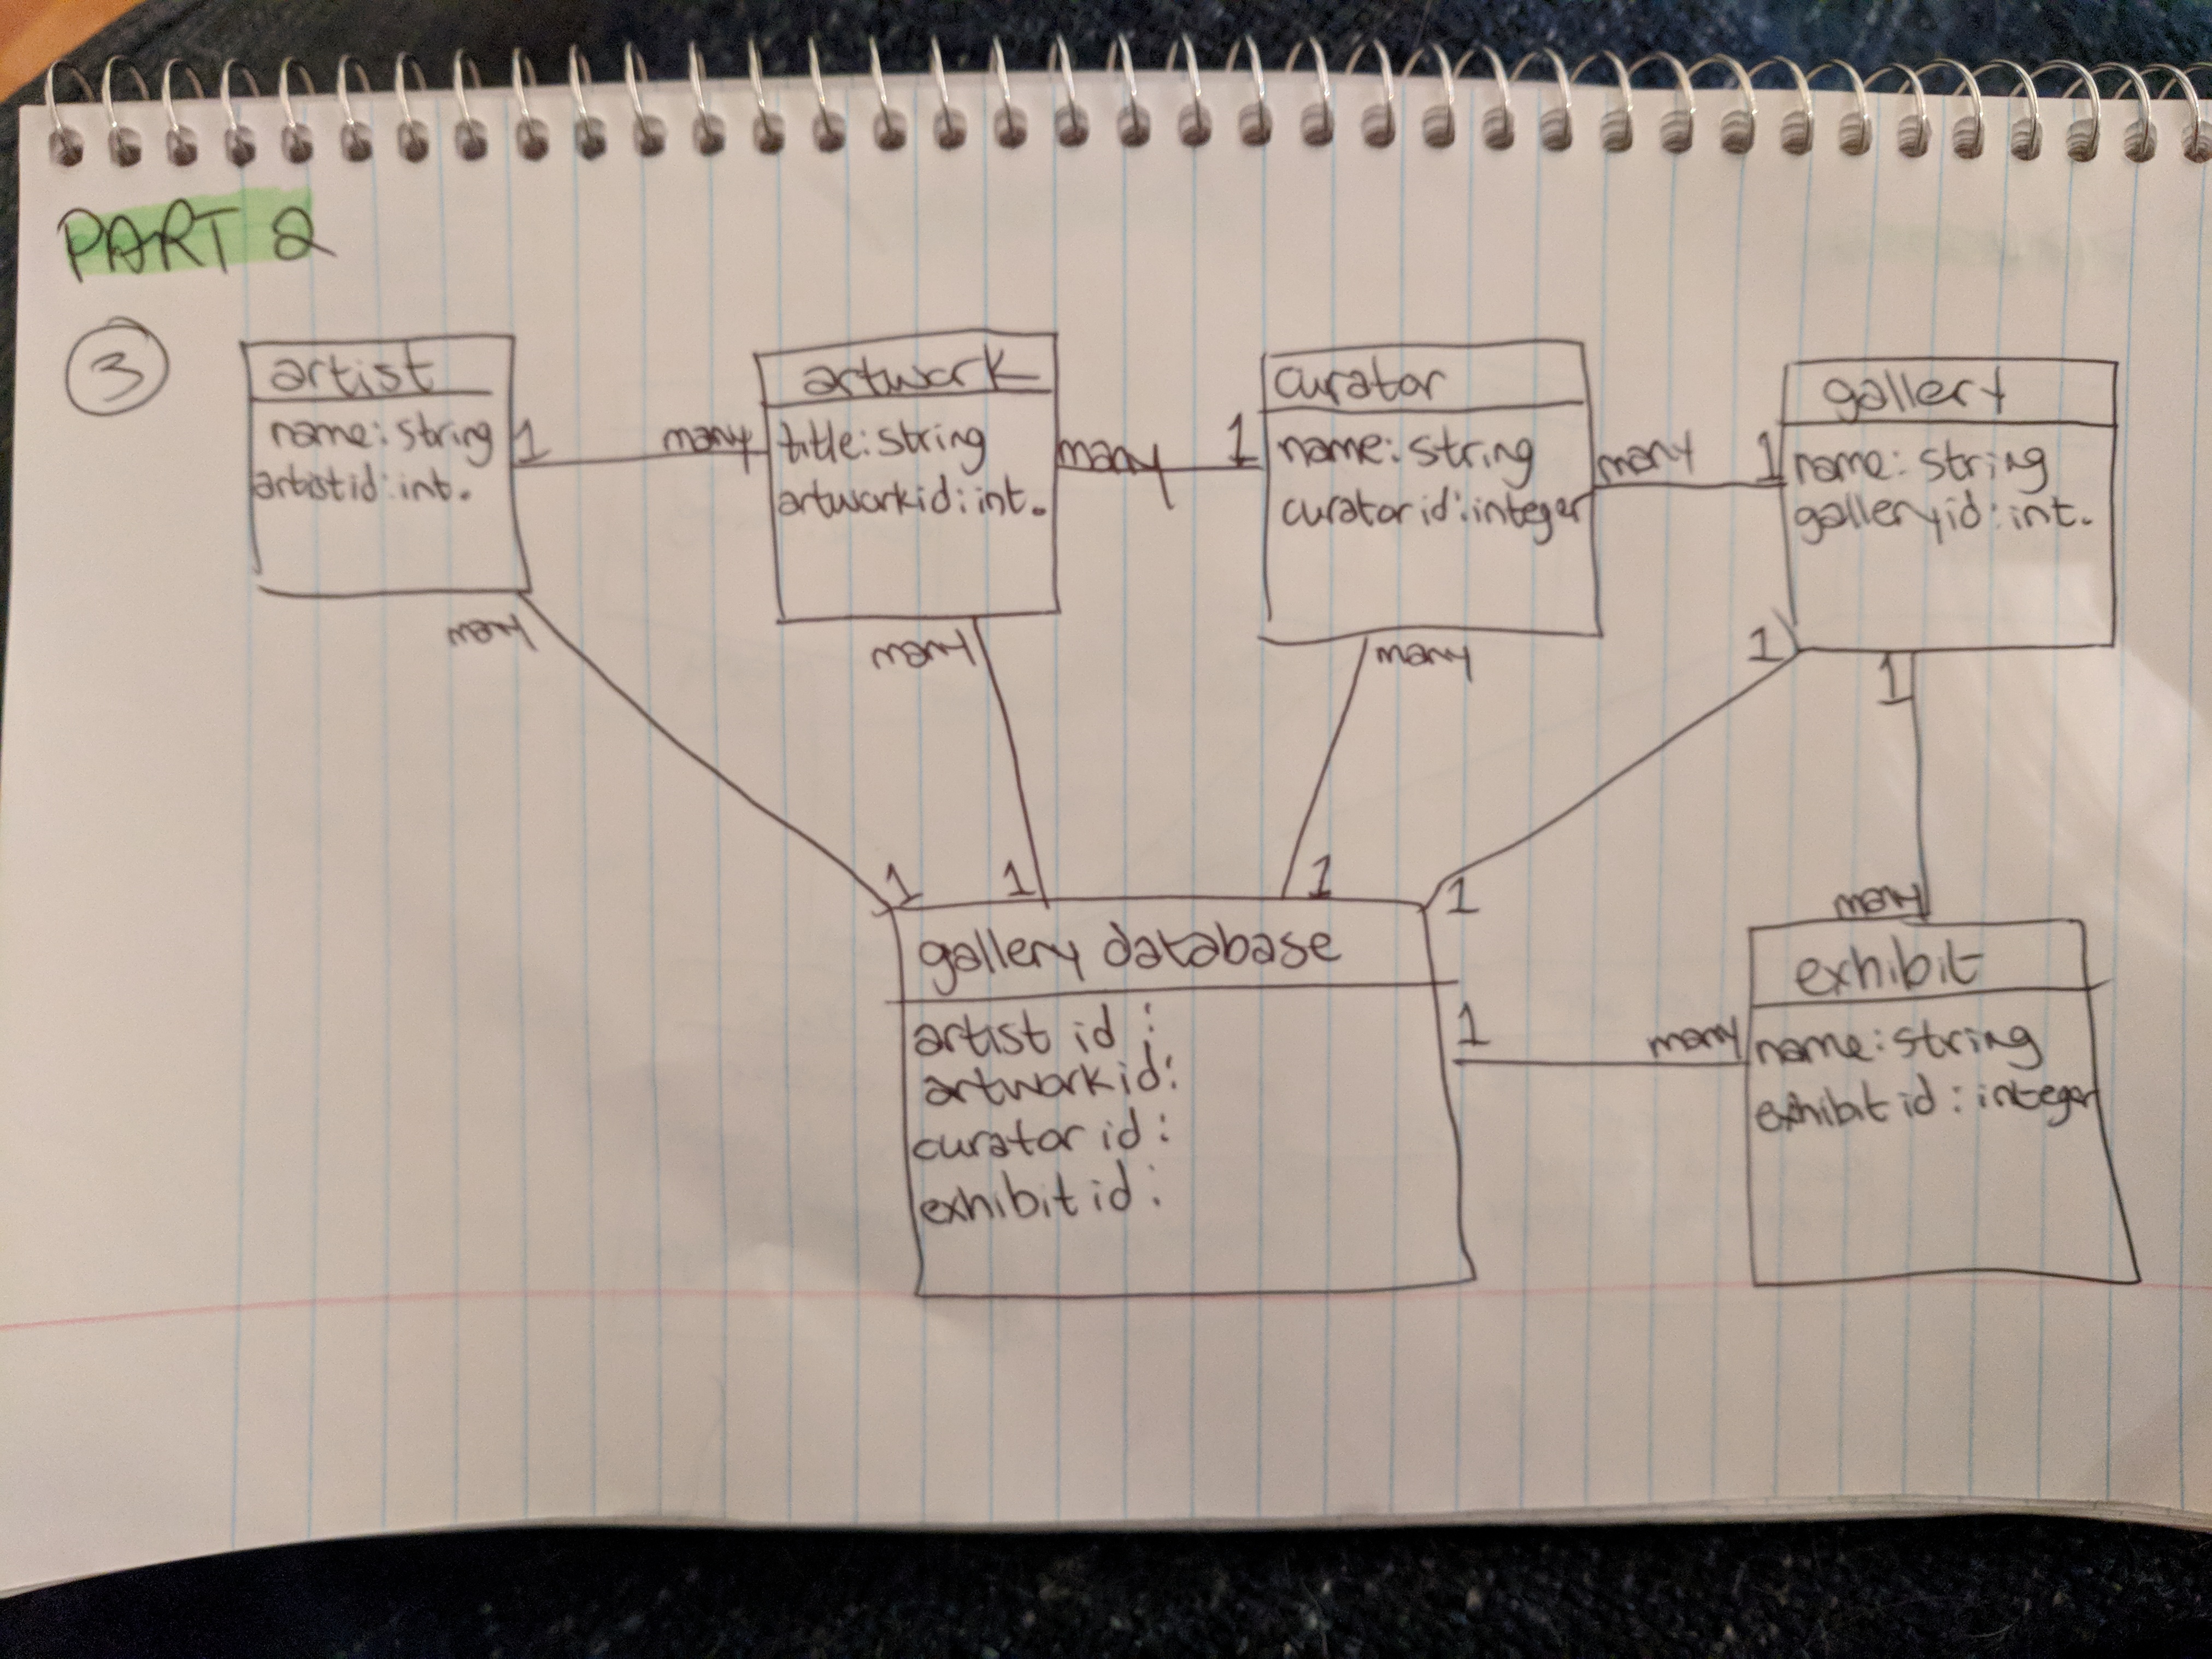 PART 2
3
artist
name: string
artistid: int.
1
many
artwork
title: string
artworkid: int.
many
1
curator
name: string
curator id: integer
many
1
gallery
name: string
galleryid: int.
many
many
many
1
1
1
1
1
1
many
gallery database
artist id :
artworkid:
curator id :
exhibit id :
1
many
exhibit
name: string
exhibit id : integer